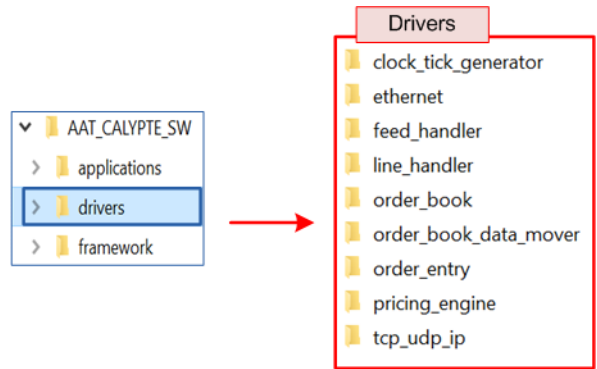 AAT_CALYPTE_SW
applications
drivers
framework
Drivers
clock_tick_generator
ethernet
feed_handler
line_handler
order_book
order_book_data_mover
order_entry
pricing_engine
tcp_udp_ip